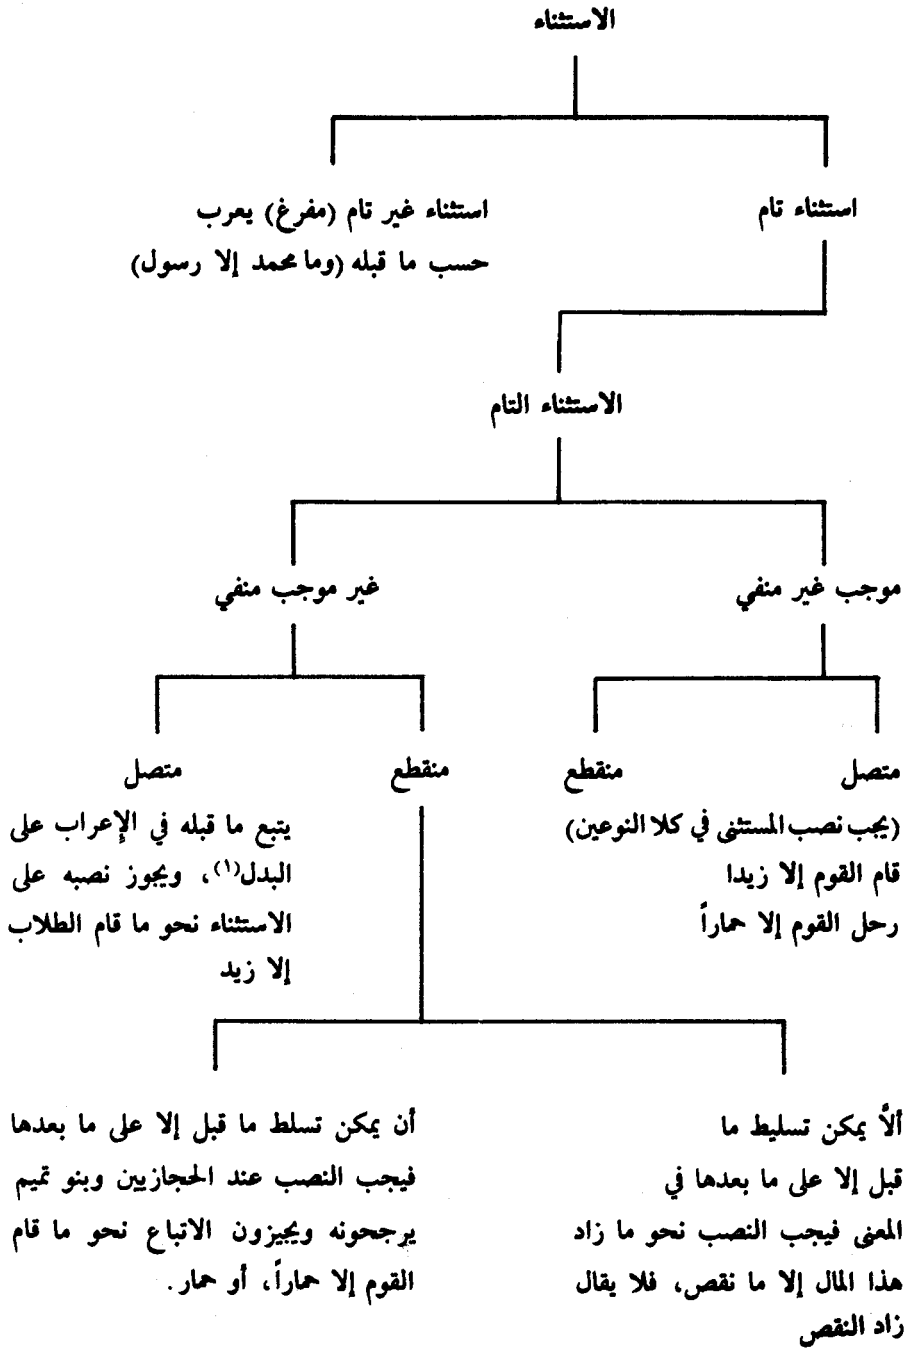 الاستثناء
استثناء تام
استثناء غير تام (مفرغ) يعرب
حسب ما قبله (وما محمد إلا رسول)
الاستثناء التام
موجب غير منفي
غير موجب منفي
متصل
منقطع
(يجب نصب المستثنى في كلا النوعين)
قام القوم إلا زيدا
رحل القوم إلا حماراً
منقطع
متصل
يتبع ما قبله في الإعراب على
البدل(١)، ويجوز نصبه على
الاستثناء نحو ما قام الطلاب
إلا زيد
ألاَّ يمكن تسليط ما
قبل إلا على ما بعدها في
المعنى فيجب النصب نحو ما زاد
هذا المال إلا ما نقص، فلا يقال
زاد النقص
أن يمكن تسلط ما قبل إلا على ما بعدها
فيجب النصب عند الحجازيين وبنو تميم
يرجحونه ويجيزون الاتباع نحو ما قام
القوم إلا حماراً، أو حمار.